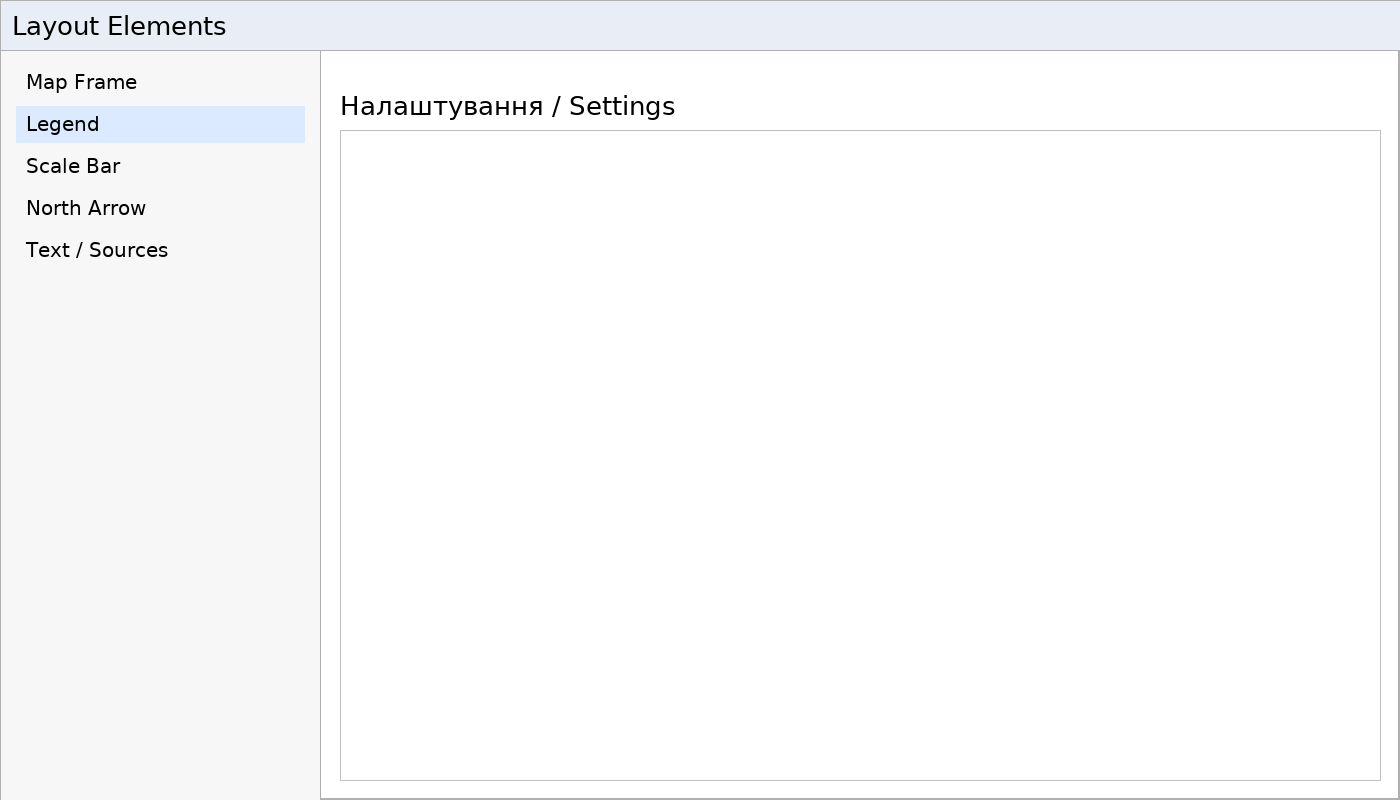 Layout Elements
Map Frame
Legend
Scale Bar
North Arrow
Text / Sources
Налаштування / Settings